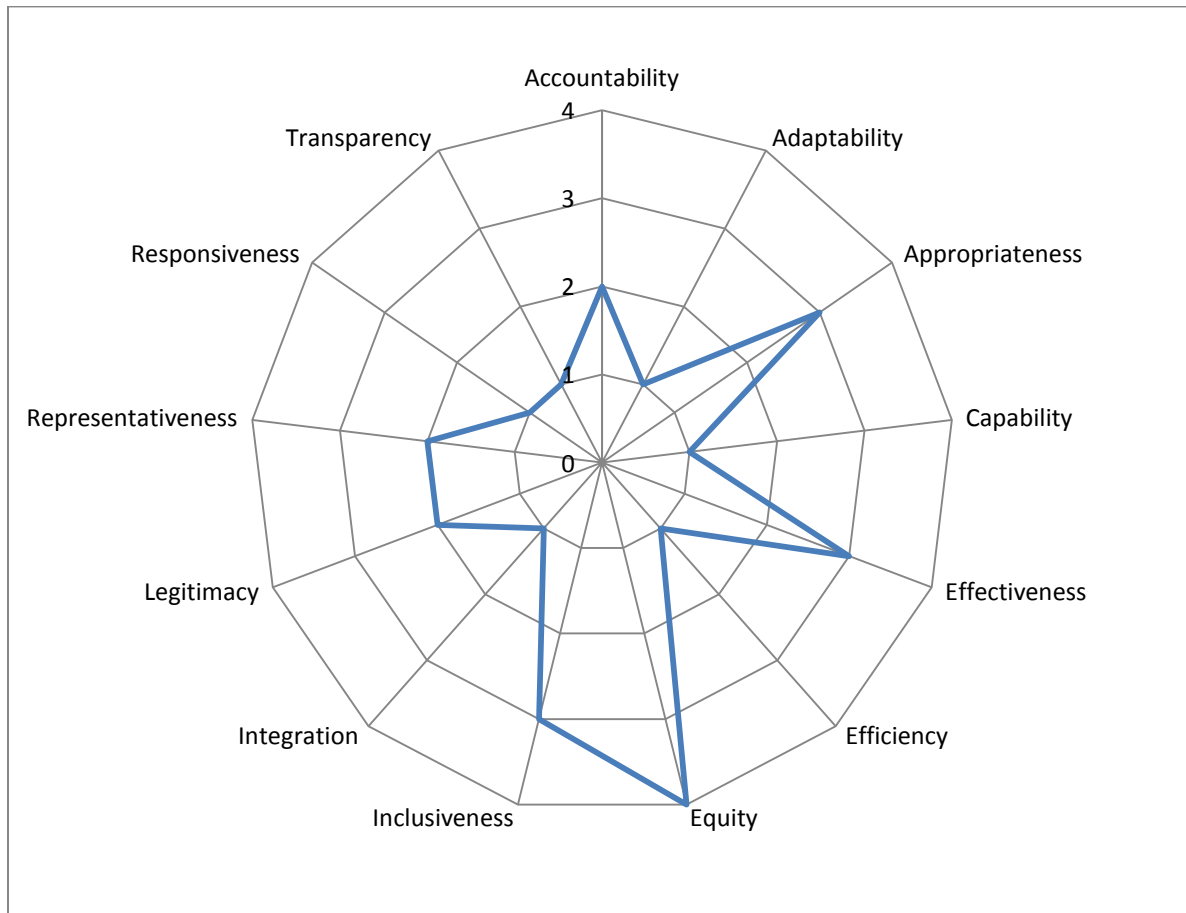 Accountability
4
Transparency
Adaptability
3
Responsiveness
Appropriateness
2
1
Representativeness
Capability
0
Legitimacy
Effectiveness
Integration
Efficiency
Inclusiveness
Equity